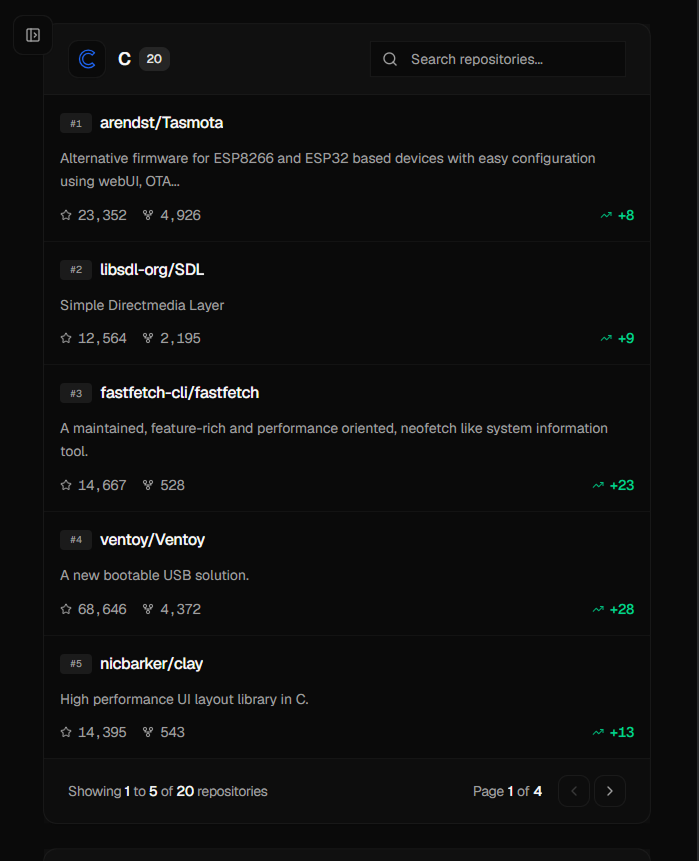 C 20 Search repositories...
#1 arendst/Tasmota
Alternative firmware for ESP8266 and ESP32 based devices with easy configuration
using webUI, OTA...
23,352 4,926 +8
#2 libsdl-org/SDL
Simple Directmedia Layer
12,564 2,195 +9
#3 fastfetch-cli/fastfetch
A maintained, feature-rich and performance oriented, neofetch like system information
tool.
14,667 528 +23
#4 ventoy/Ventoy
A new bootable USB solution.
68,646 4,372 +28
#5 nicbarker/clay
High performance UI layout library in C.
14,395 543 +13
Showing 1 to 5 of 20 repositories Page 1 of 4